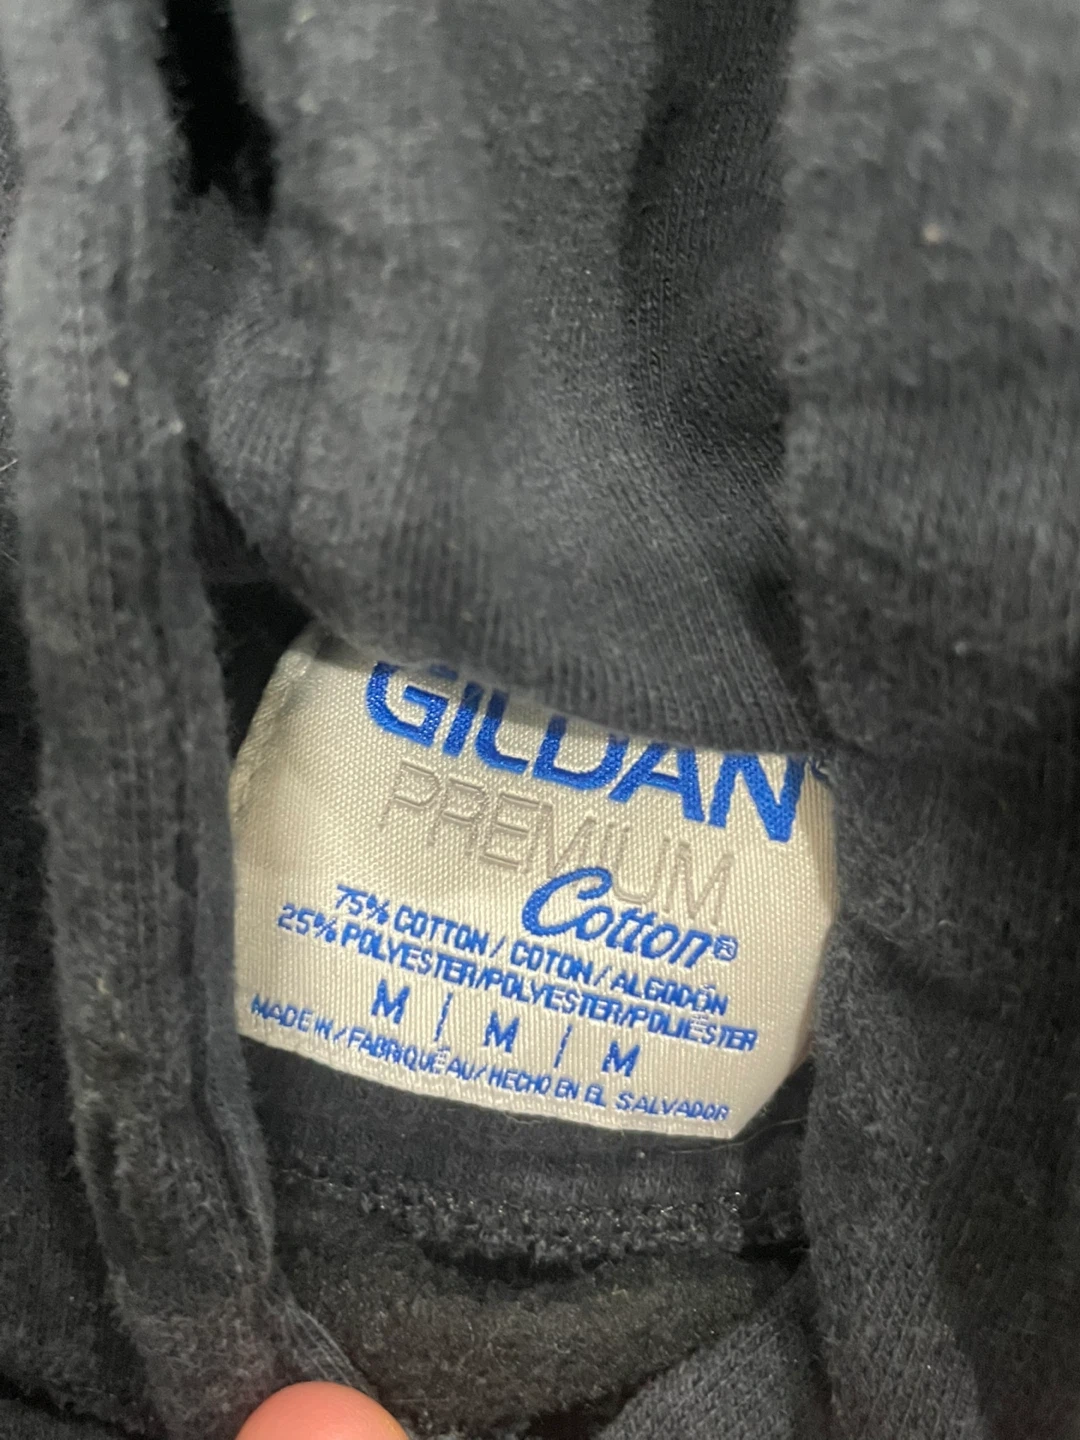 GILDAN
PREMIUM
Cotton®
75% COTTON / COTON / ALGODÓN
25% POLYESTER/POLYESTER/POLIÉSTER
M / M / M
MADE IN / FABRIQUÉ AU / HECHO EN EL SALVADOR